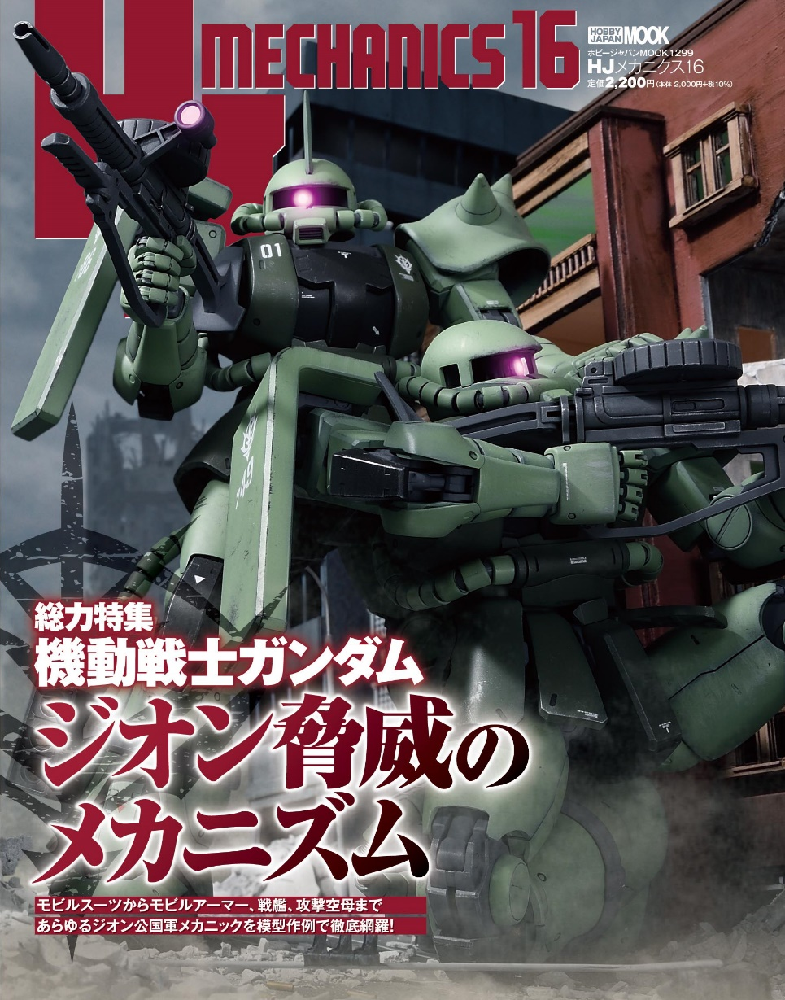 HJ MECHANICS 16
HOBBY JAPAN MOOK
ホビージャパンMOOK1299
HJメカニクス16
定価2,200円(本体 2,000円+税10%)
01
49
総力特集
機動戦士ガンダム
ジオン脅威の
メカニズム
モビルスーツからモビルアーマー、戦艦、攻撃空母まで
あらゆるジオン公国軍メカニックを模型作例で徹底網羅!